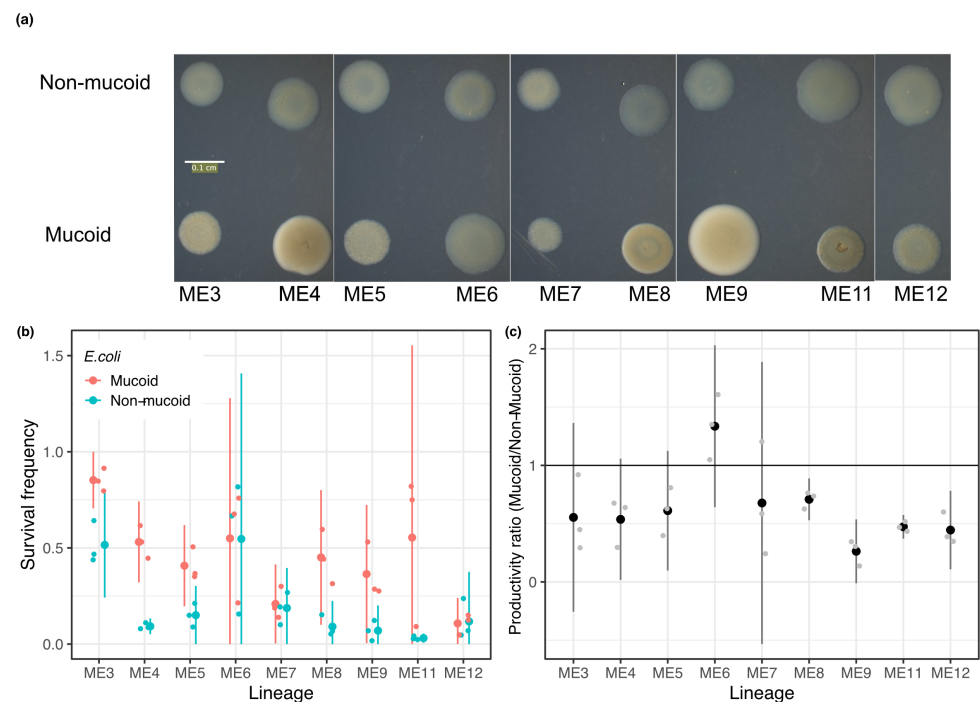 (a)
Non-mucoid
0.1 cm
Mucoid
ME3 ME4 ME5 ME6 ME7 ME8 ME9 ME11 ME12
(b)
E.coli
Mucoid
Non-mucoid
Survival frequency
1.5
1.0
0.5
0.0
ME3 ME4 ME5 ME6 ME7 ME8 ME9 ME11 ME12
Lineage
(c)
Productivity ratio (Mucoid/Non-Mucoid)
2
1
0
ME3 ME4 ME5 ME6 ME7 ME8 ME9 ME11 ME12
Lineage